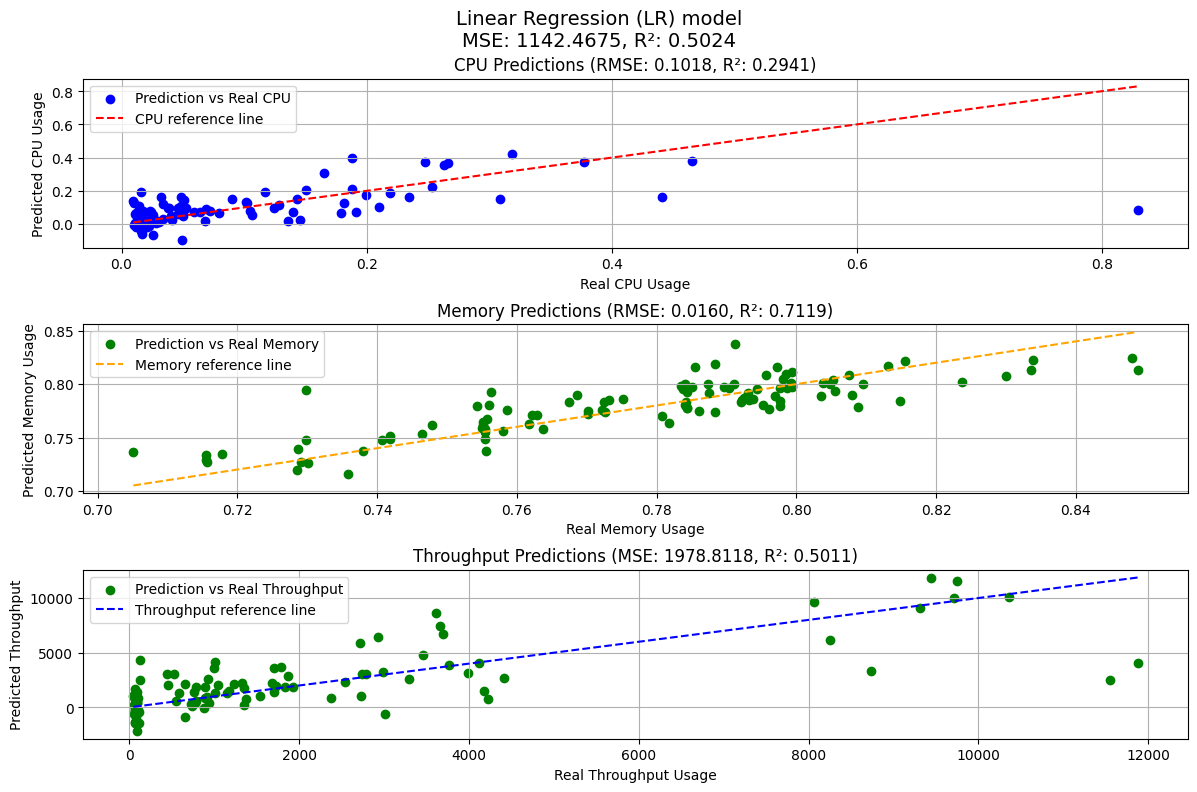 Linear Regression (LR) model
MSE: 1142.4675, R²: 0.5024
CPU Predictions (RMSE: 0.1018, R²: 0.2941)
Predicted CPU Usage
0.8
0.6
0.4
0.2
0.0
Prediction vs Real CPU
CPU reference line
0.0 0.2 0.4 0.6 0.8
Real CPU Usage
Memory Predictions (RMSE: 0.0160, R²: 0.7119)
Predicted Memory Usage
0.85
0.80
0.75
0.70
Prediction vs Real Memory
Memory reference line
0.70 0.72 0.74 0.76 0.78 0.80 0.82 0.84
Real Memory Usage
Throughput Predictions (MSE: 1978.8118, R²: 0.5011)
Predicted Throughput
10000
5000
0
Prediction vs Real Throughput
Throughput reference line
0 2000 4000 6000 8000 10000 12000
Real Throughput Usage